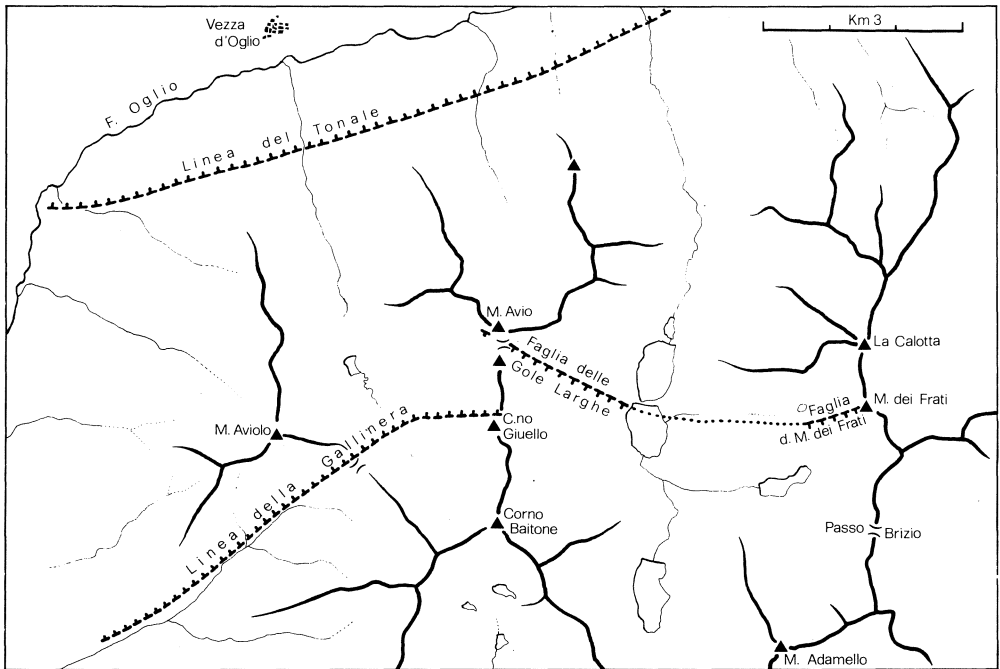 Vezza
d'Oglio
Km 3
F. Oglio
Linea del Tonale
M. Avio
Faglia delle
Gole Larghe
La Calotta
M. Aviolo
Linea della Gallinera
C.no
Giuello
Faglia
d. M. dei Frati
M. dei Frati
Corno
Baitone
Passo Brizio
M. Adamello